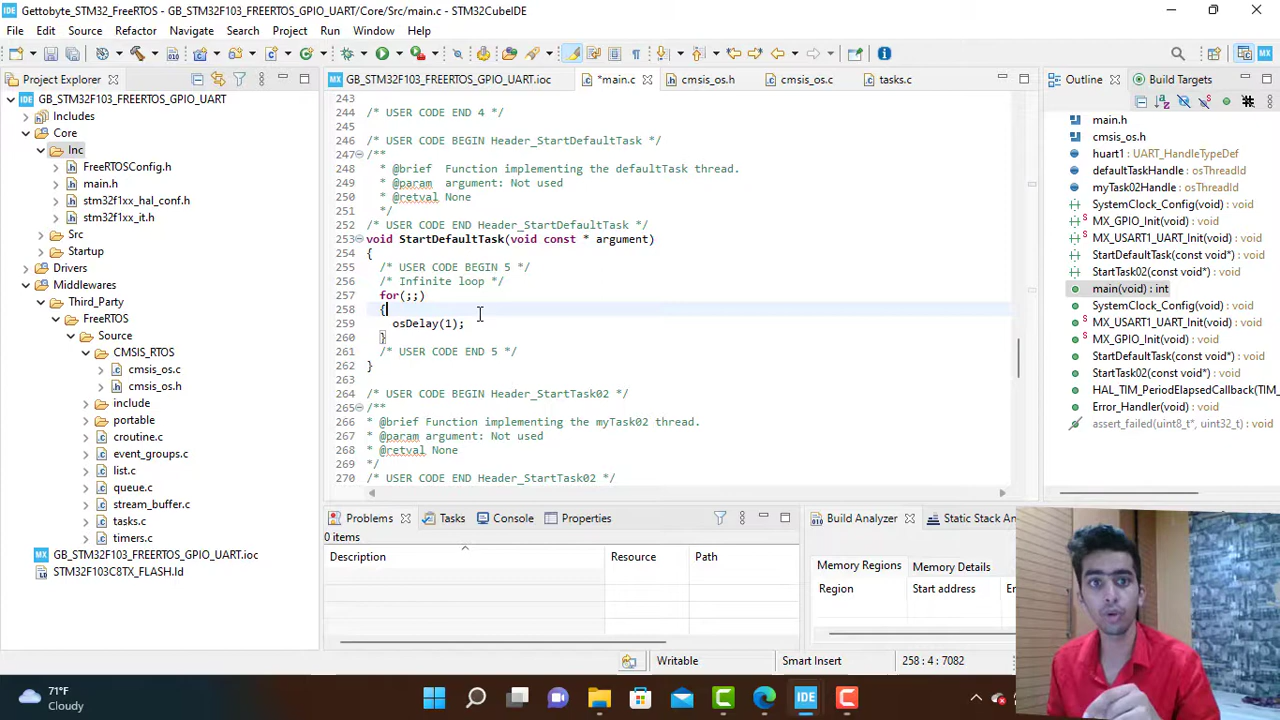 Gettobyte_STM32_FreeRTOS - GB_STM32F103_FREERTOS_GPIO_UART/Core/Src/main.c - STM32CubeIDE
File Edit Source Refactor Navigate Search Project Run Window Help
Project Explorer
GB_STM32F103_FREERTOS_GPIO_UART
Includes
Core
Inc
FreeRTOSConfig.h
main.h
stm32f1xx_hal_conf.h
stm32f1xx_it.h
Src
Startup
Drivers
Middlewares
Third_Party
FreeRTOS
Source
CMSIS_RTOS
cmsis_os.c
cmsis_os.h
include
portable
croutine.c
event_groups.c
list.c
queue.c
stream_buffer.c
tasks.c
timers.c
GB_STM32F103_FREERTOS_GPIO_UART.ioc
STM32F103C8TX_FLASH.ld
GB_STM32F103_FREERTOS_GPIO_UART.ioc *main.c cmsis_os.h cmsis_os.c tasks.c
243
244 /* USER CODE END 4 */
245
246 /* USER CODE BEGIN Header_StartDefaultTask */
247 /**
248 * @brief  Function implementing the defaultTask thread.
249 * @param  argument: Not used
250 * @retval None
251 */
252 /* USER CODE END Header_StartDefaultTask */
253 void StartDefaultTask(void const * argument)
254 {
255 /* USER CODE BEGIN 5 */
256 /* Infinite loop */
257 for(;;)
258 {
259 osDelay(1);
260 }
261 /* USER CODE END 5 */
262 }
263
264 /* USER CODE BEGIN Header_StartTask02 */
265 /**
266 * @brief Function implementing the myTask02 thread.
267 * @param argument: Not used
268 * @retval None
269 */
270 /* USER CODE END Header_StartTask02 */
Outline Build Targets
main.h
cmsis_os.h
huart1 : UART_HandleTypeDef
defaultTaskHandle : osThreadId
myTask02Handle : osThreadId
SystemClock_Config(void) : void
MX_GPIO_Init(void) : void
MX_USART1_UART_Init(void) : void
StartDefaultTask(const void*) : void
StartTask02(const void*) : void
main(void) : int
SystemClock_Config(void) : void
MX_USART1_UART_Init(void) : void
MX_GPIO_Init(void) : void
StartDefaultTask(const void*) : void
StartTask02(const void*) : void
HAL_TIM_PeriodElapsedCallback(TIM_
Error_Handler(void) : void
assert_failed(uint8_t*, uint32_t) : void
Problems Tasks Console Properties
0 items
Description Resource Path
Build Analyzer Static Stack An
Memory Regions Memory Details
Region Start address
Writable Smart Insert 258 : 4 : 7082
71°F
Cloudy
IDE